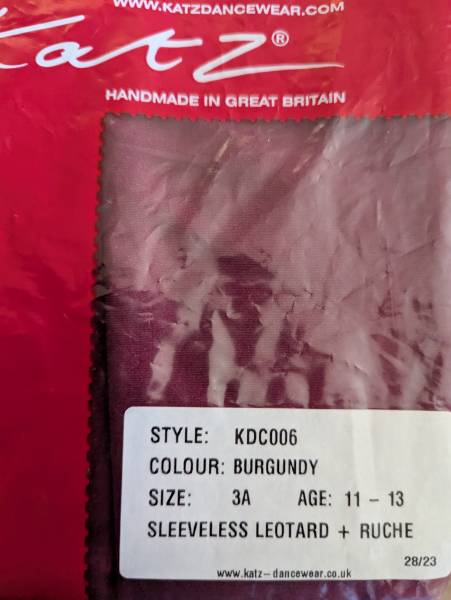 WWW.KATZDANCEWEAR.COM
Katz®
HANDMADE IN GREAT BRITAIN
STYLE: KDC006
COLOUR: BURGUNDY
SIZE: 3A AGE: 11 – 13
SLEEVELESS LEOTARD + RUCHE
28/23
www.katz-dancewear.co.uk